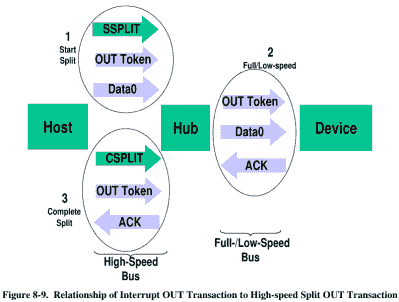 1
Start
Split
SSPLIT
OUT Token
Data0
2
Full/Low-speed
OUT Token
Data0
ACK
Host
Hub
Device
3
Complete
Split
CSPLIT
OUT Token
ACK
High-Speed
Bus
Full-/Low-Speed
Bus
Figure 8-9. Relationship of Interrupt OUT Transaction to High-speed Split OUT Transaction